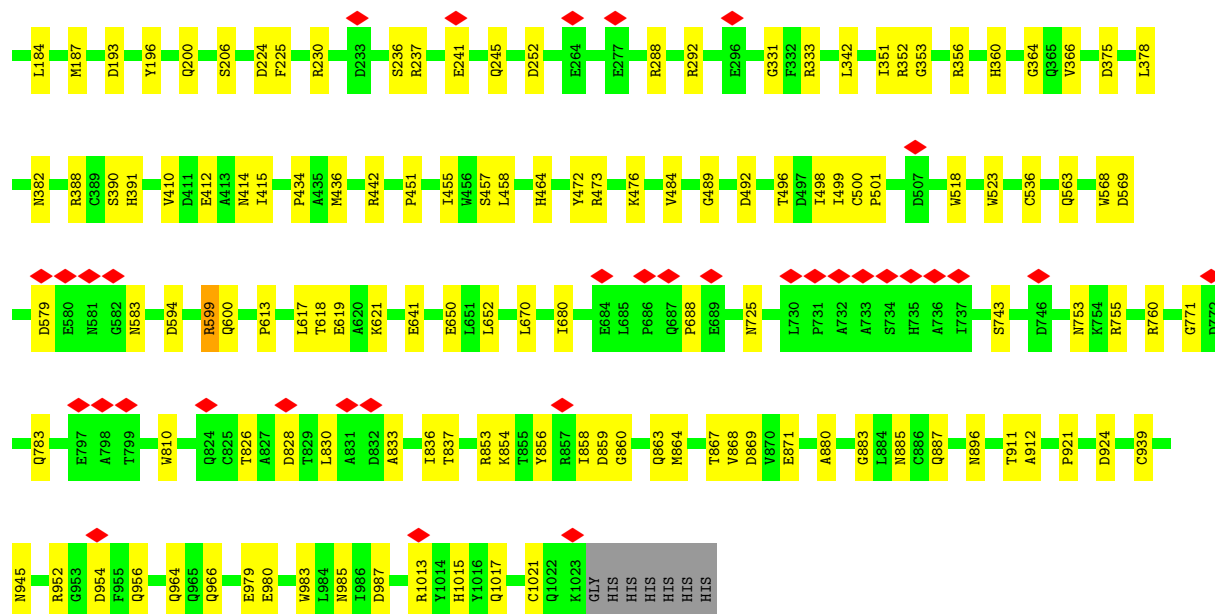 L184 M187 D193 Y196 Q200 S206 D224 F225 R230 D233 S236 R237 E241 Q245 D252 E264 E277 R288 R292 E296 G331 F332 R333 L342 I351 R352 G353 R356 H360 G364 Q365 V366 D375 L378
N382 R388 C389 S390 H391 V410 D411 E412 A413 N414 I415 P434 A435 M436 R442 P451 I455 W456 S457 L458 H464 Y472 R473 K476 V484 G489 D492 T496 D497 I498 I499 C500 P501 D507 W518 W523 C536 Q563 W568 D569
D579 E580 N581 G582 N583 D594 R599 Q600 P613 L617 T618 E619 A620 K621 E641 E650 L651 L652 L670 I680 E684 L685 P686 Q687 P688 E689 N725 L730 P731 A732 A733 S734 H735 A736 I737 S743 D746 N753 K754 R755 R760 G771 D772
Q783 E797 A798 T799 W810 Q824 C825 T826 A827 D828 T829 L830 A831 D832 A833 I836 T837 R853 K854 T855 Y856 R857 I858 D859 G860 Q863 M864 T867 V868 D869 V870 E871 A880 G883 L884 N885 C886 Q887 N896 T911 A912 P921 D924 C939
N945 R952 G953 D954 F955 Q956 Q964 Q965 Q966 E979 E980 W983 L984 N985 I986 D987 R1013 Y1014 H1015 Y1016 Q1017 C1021 Q1022 K1023 GLY HIS HIS HIS HIS HIS HIS